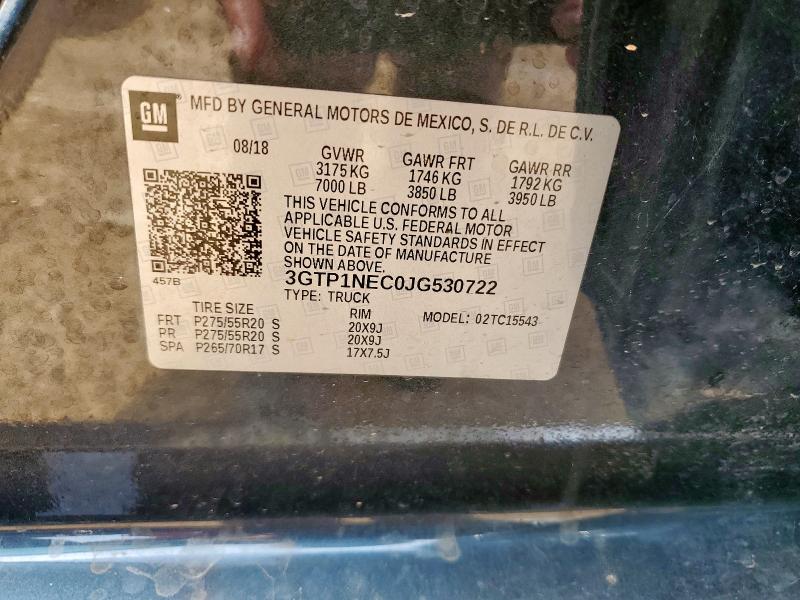 GM MFD BY GENERAL MOTORS DE MEXICO, S. DE R.L. DE C.V.
08/18 GVWR GAWR FRT GAWR RR
3175 KG 1746 KG 1792 KG
7000 LB 3850 LB 3950 LB
THIS VEHICLE CONFORMS TO ALL
APPLICABLE U.S. FEDERAL MOTOR
VEHICLE SAFETY STANDARDS IN EFFECT
ON THE DATE OF MANUFACTURE
SHOWN ABOVE.
457B
3GTP1NEC0JG530722
TYPE: TRUCK
TIRE SIZE RIM MODEL: 02TC15543
FRT P275/55R20 S 20X9J
RR P275/55R20 S 20X9J
SPA P265/70R17 S 17X7.5J